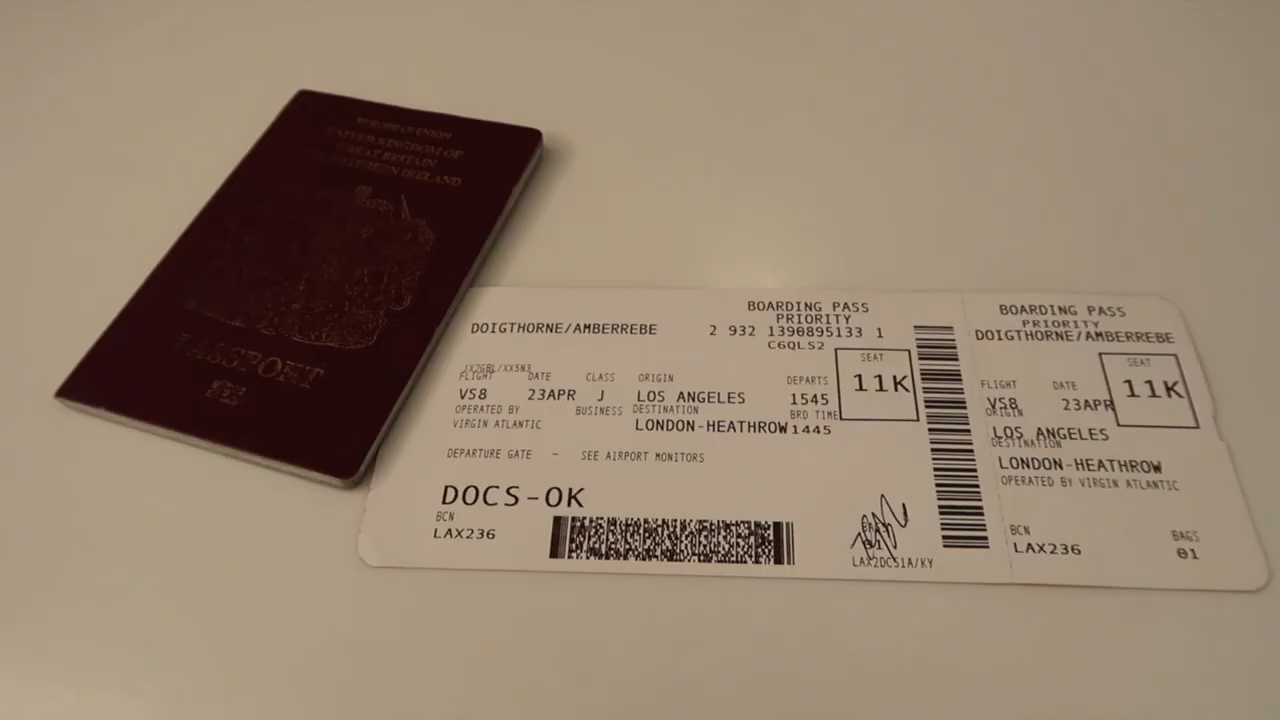 EUROPEAN UNION
UNITED KINGDOM OF
GREAT BRITAIN
NORTHERN IRELAND
PASSPORT
BOARDING PASS
PRIORITY
DOIGTHORNE/AMBERREBE
2 932 1390895133 1
C6QLS2
SEAT
11K
FLIGHT DATE CLASS ORIGIN DEPARTS
VS8 23APR J LOS ANGELES 1545
OPERATED BY BUSINESS DESTINATION BRD TIME
VIRGIN ATLANTIC LONDON-HEATHROW 1445
DEPARTURE GATE - SEE AIRPORT MONITORS
DOCS-OK
BCN
LAX236
LAX2DC51A/KY
BOARDING PASS
PRIORITY
DOIGTHORNE/AMBERREBE
SEAT
11K
FLIGHT DATE
VS8 23APR
ORIGIN
LOS ANGELES
DESTINATION
LONDON-HEATHROW
OPERATED BY VIRGIN ATLANTIC
BCN BAGS
LAX236 01